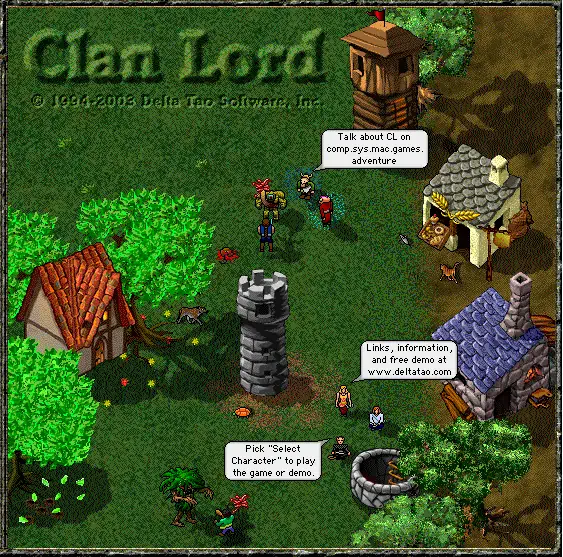 Clan Lord
© 1994-2003 Delta Tao Software, Inc.
Talk about CL on
comp.sys.mac.games.
adventure
Links, information,
and free demo at
www.deltatao.com
Pick "Select
Character" to play
the game or demo.